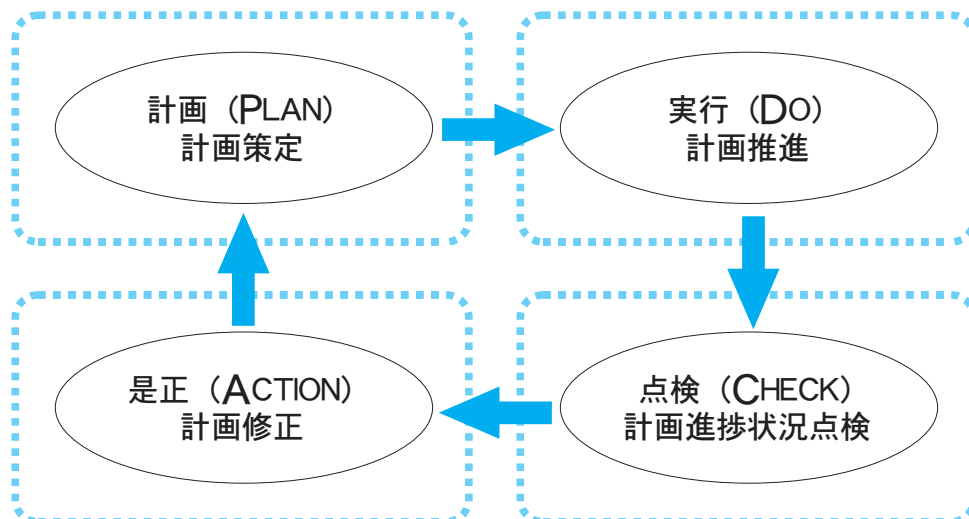 計画(PLAN)
計画策定
実行(DO)
計画推進
点検(CHECK)
計画進捗状況点検
是正(ACTION)
計画修正